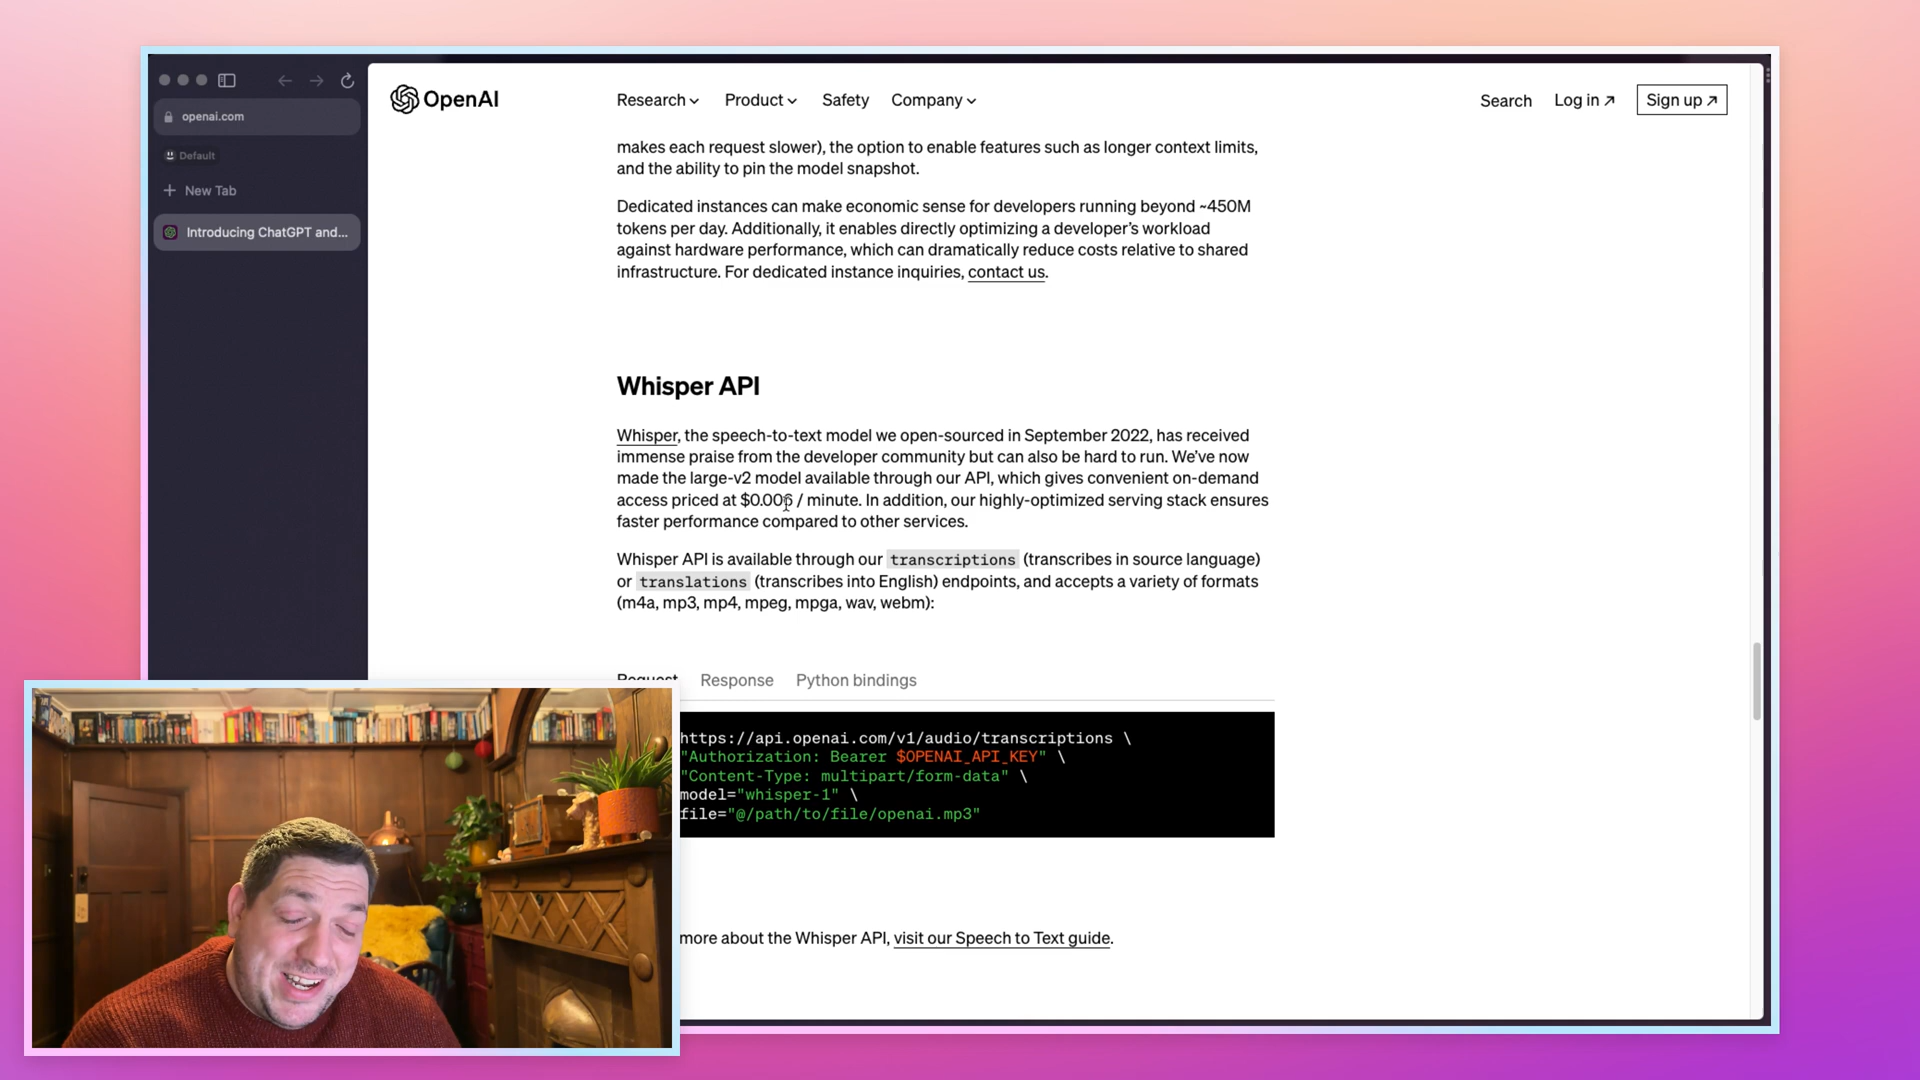 openai.com
Default
New Tab
Introducing ChatGPT and...
OpenAI
Research
Product
Safety
Company
Search
Log in ↗
Sign up ↗
makes each request slower), the option to enable features such as longer context limits,
and the ability to pin the model snapshot.
Dedicated instances can make economic sense for developers running beyond ~450M
tokens per day. Additionally, it enables directly optimizing a developer’s workload
against hardware performance, which can dramatically reduce costs relative to shared
infrastructure. For dedicated instance inquiries, contact us.
Whisper API
Whisper, the speech-to-text model we open-sourced in September 2022, has received
immense praise from the developer community but can also be hard to run. We’ve now
made the large-v2 model available through our API, which gives convenient on-demand
access priced at $0.006 / minute. In addition, our highly-optimized serving stack ensures
faster performance compared to other services.
Whisper API is available through our transcriptions (transcribes in source language)
or translations (transcribes into English) endpoints, and accepts a variety of formats
(m4a, mp3, mp4, mpeg, mpga, wav, webm):
Request
Response
Python bindings
https://api.openai.com/v1/audio/transcriptions \
"Authorization: Bearer $OPENAI_API_KEY" \
"Content-Type: multipart/form-data" \
model="whisper-1" \
file="@/path/to/file/openai.mp3"
more about the Whisper API, visit our Speech to Text guide.